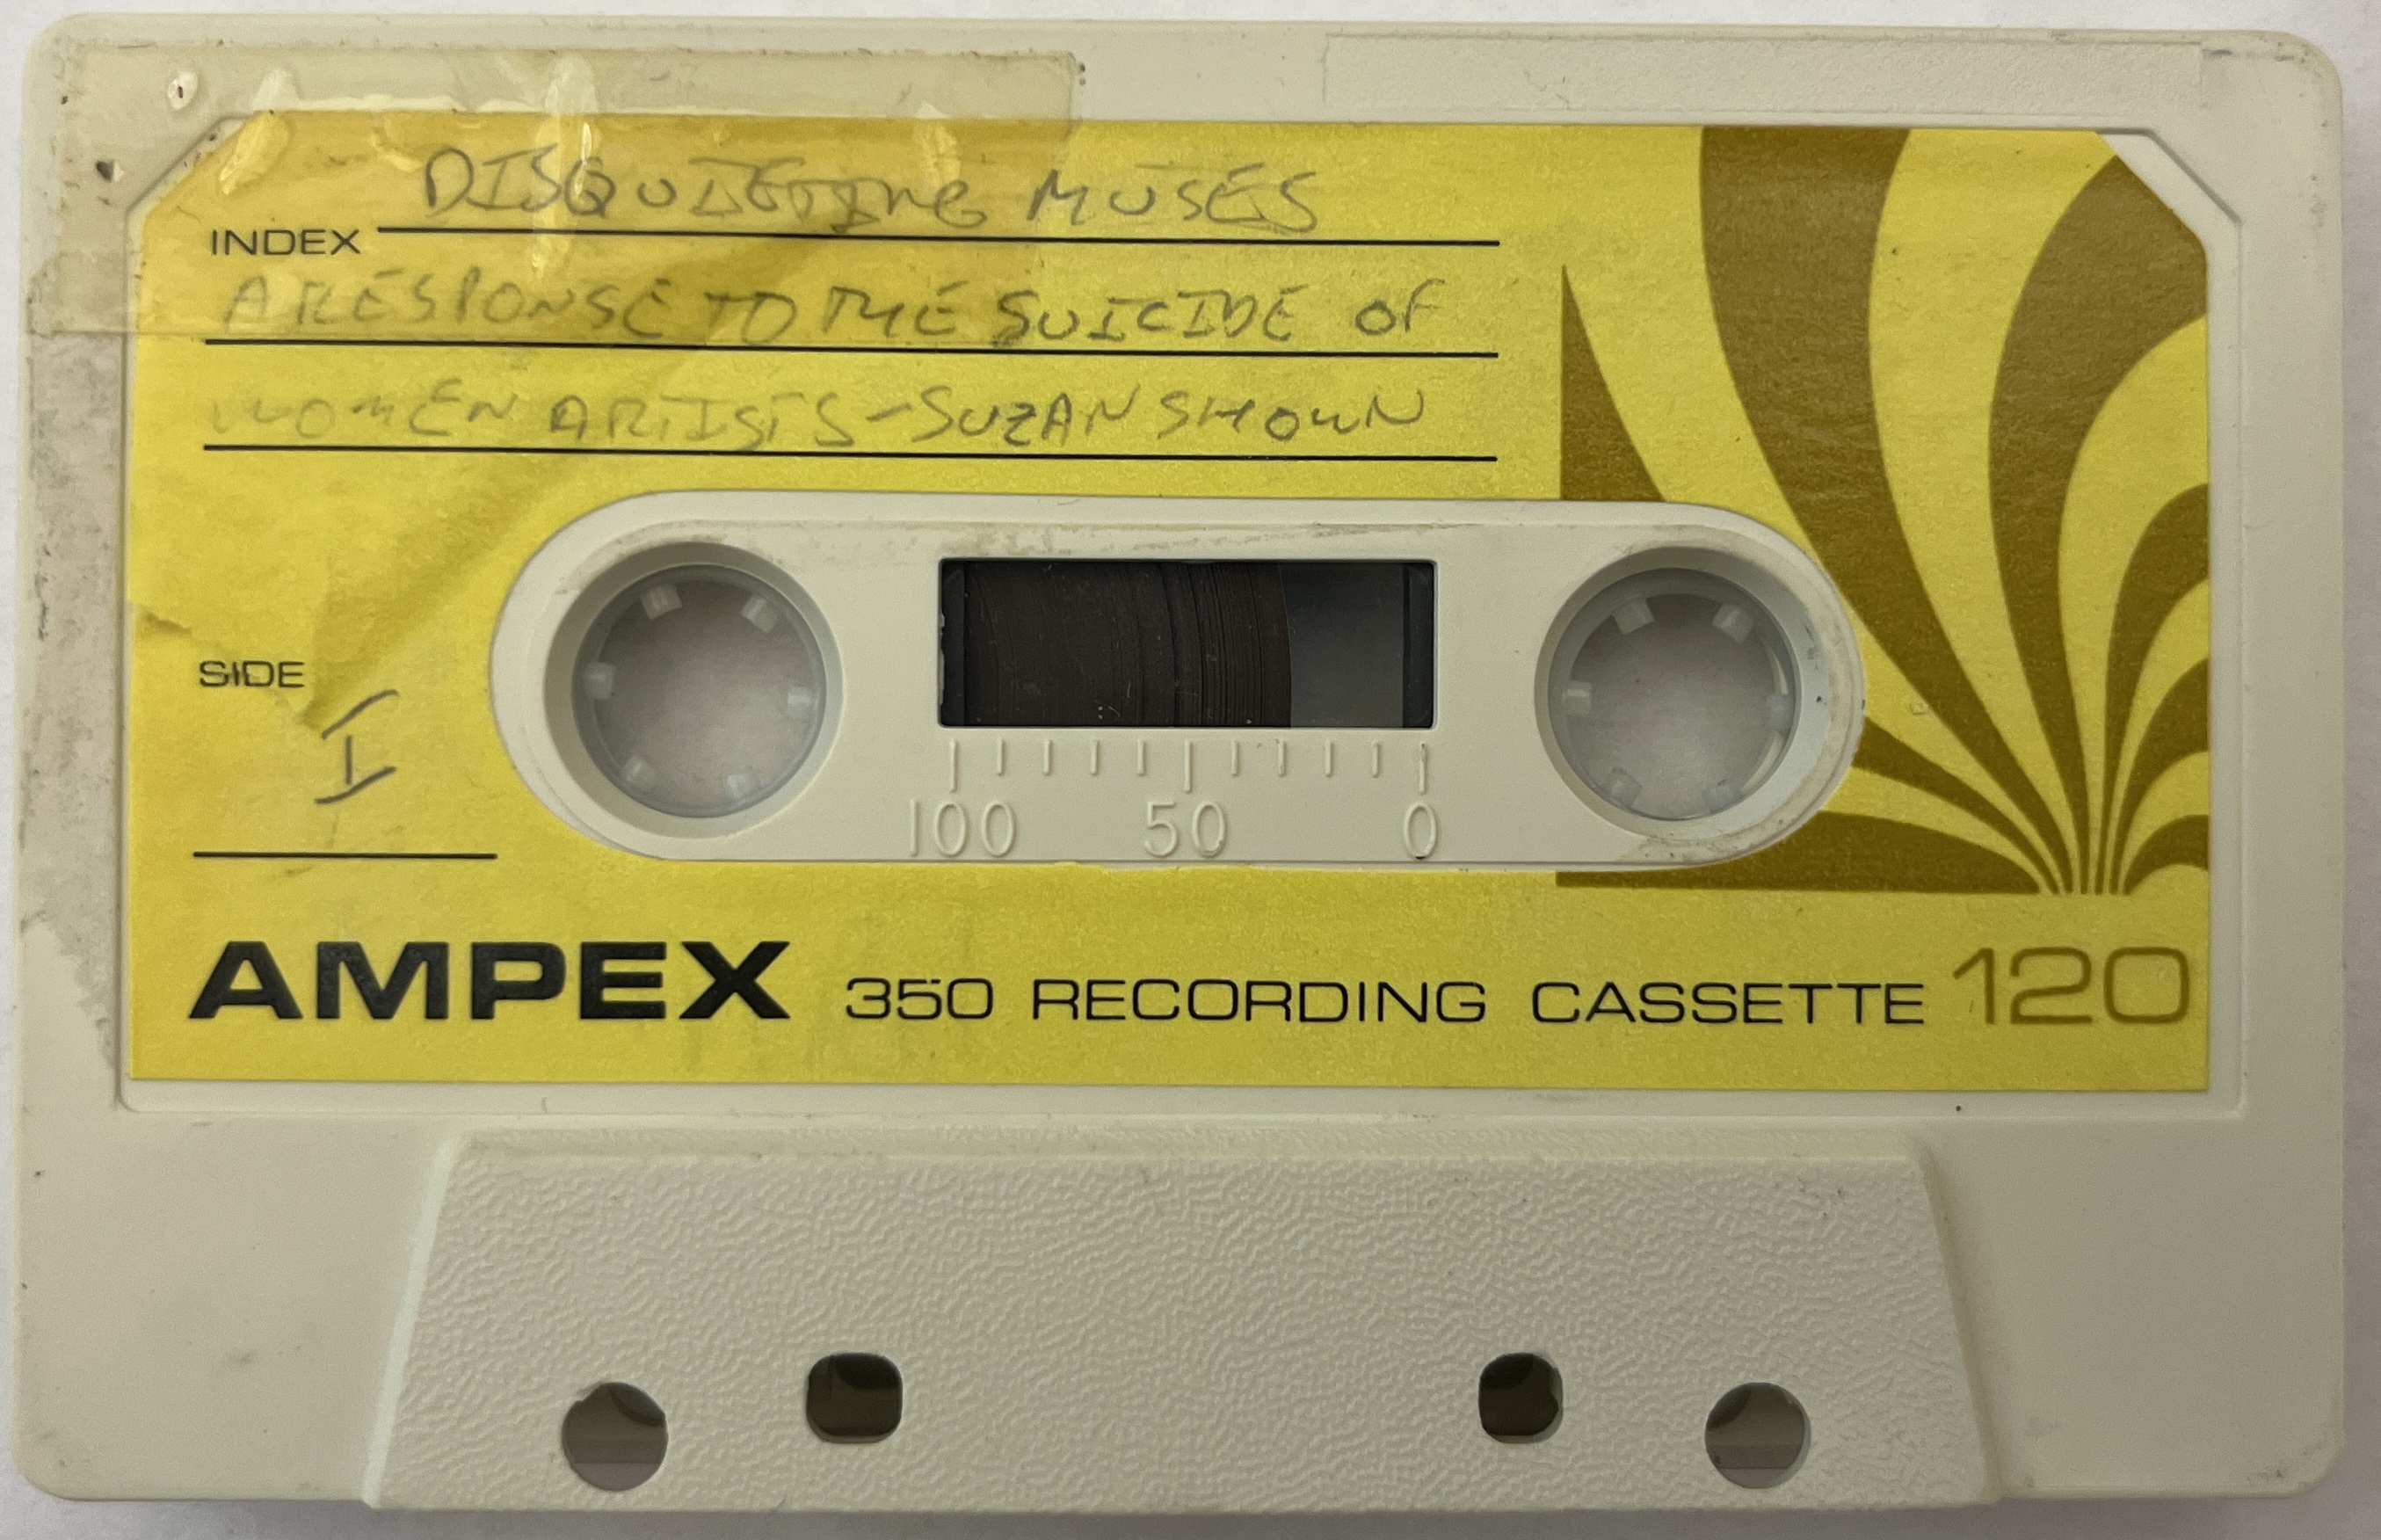 DISQUIETING MUSES
INDEX
A RESPONSE TO THE SUICIDE OF
WOMEN ARTISTS - SUZAN SHOWN
SIDE
I
100 50 0
AMPEX 350 RECORDING CASSETTE 120